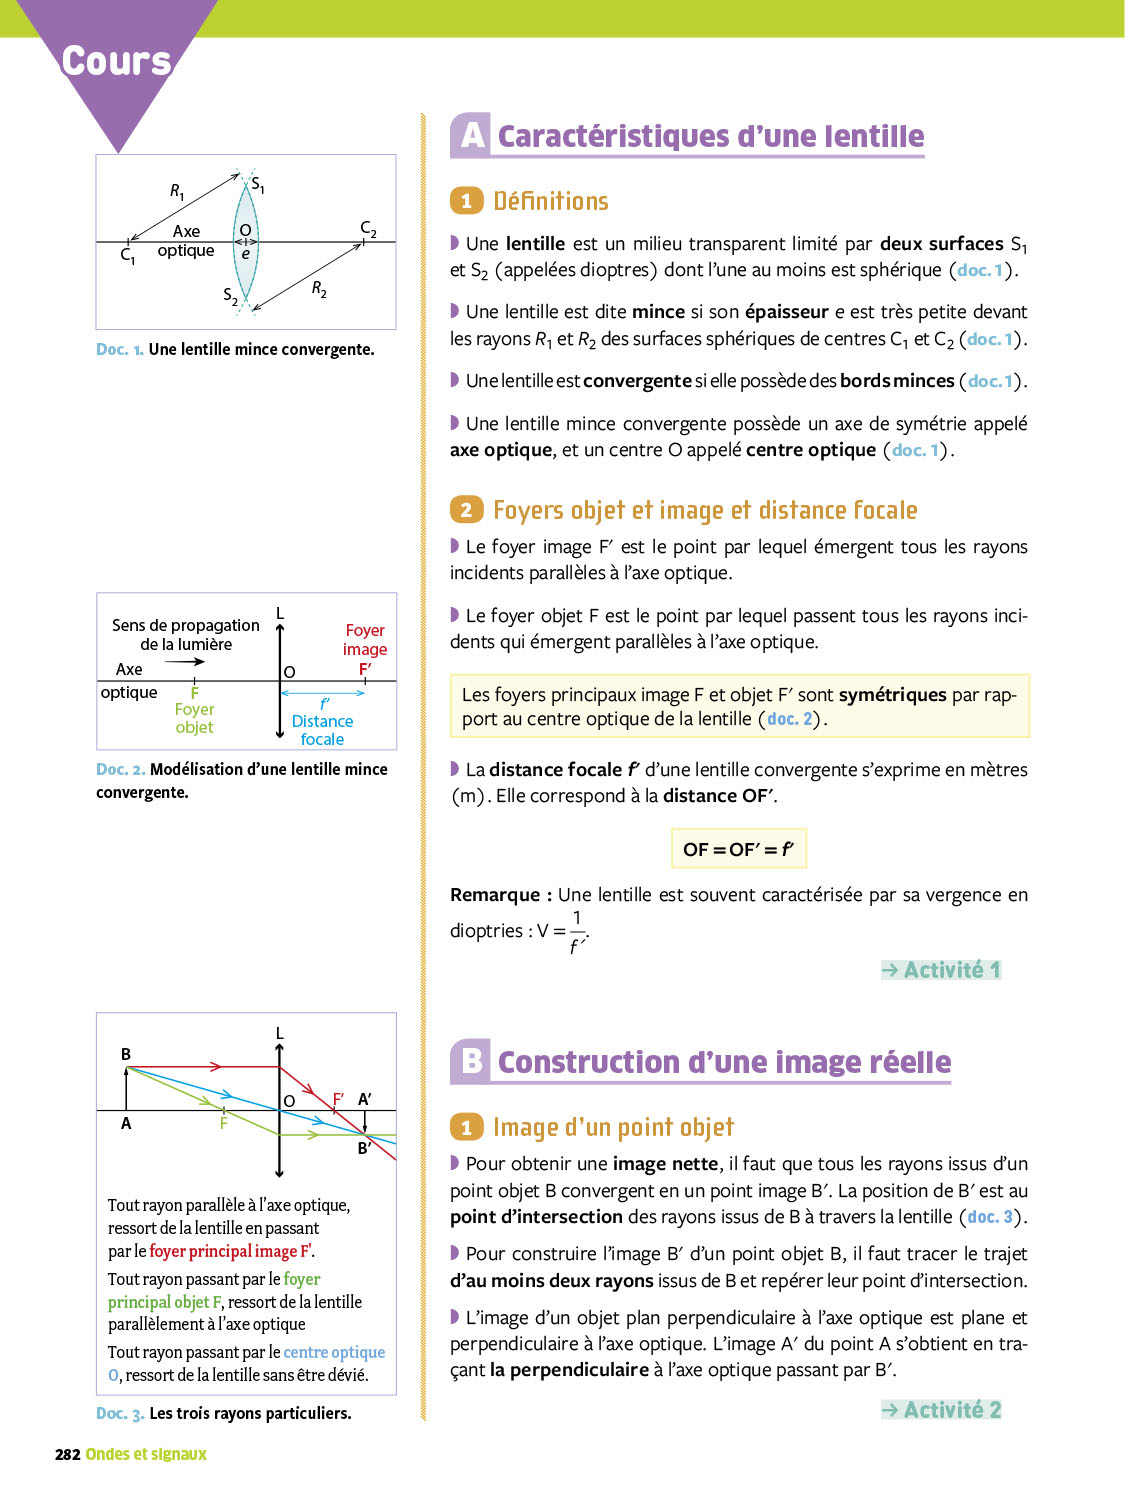 Cours
R1
S1
Axe
optique
O
C2
C1
e
S2
R2
Doc. 1. Une lentille mince convergente.
L
Sens de propagation
de la lumière
Foyer
image
F′
Axe
optique
O
F
Foyer
objet
f′
Distance
focale
Doc. 2. Modélisation d’une lentille mince
convergente.
L
B
O
F’
A’
A
F
B’
Tout rayon parallèle à l’axe optique,
ressort de la lentille en passant
par le foyer principal image F'.
Tout rayon passant par le foyer
principal objet F, ressort de la lentille
parallèlement à l’axe optique
Tout rayon passant par le centre optique
O, ressort de la lentille sans être dévié.
Doc. 3. Les trois rayons particuliers.
A Caractéristiques d’une lentille
1 Définitions
Une lentille est un milieu transparent limité par deux surfaces S1
et S2 (appelées dioptres) dont l’une au moins est sphérique (doc. 1).
Une lentille est dite mince si son épaisseur e est très petite devant
les rayons R1 et R2 des surfaces sphériques de centres C1 et C2 (doc. 1).
Une lentille est convergente si elle possède des bords minces (doc. 1).
Une lentille mince convergente possède un axe de symétrie appelé
axe optique, et un centre O appelé centre optique (doc. 1).
2 Foyers objet et image et distance focale
Le foyer image F′ est le point par lequel émergent tous les rayons
incidents parallèles à l’axe optique.
Le foyer objet F est le point par lequel passent tous les rayons inci-
dents qui émergent parallèles à l’axe optique.
Les foyers principaux image F et objet F′ sont symétriques par rap-
port au centre optique de la lentille (doc. 2).
La distance focale f′ d’une lentille convergente s’exprime en mètres
(m). Elle correspond à la distance OF′.
OF = OF′ = f′
Remarque : Une lentille est souvent caractérisée par sa vergence en
dioptries : V = 1/f′.
→ Activité 1
B Construction d’une image réelle
1 Image d’un point objet
Pour obtenir une image nette, il faut que tous les rayons issus d’un
point objet B convergent en un point image B′. La position de B′ est au
point d’intersection des rayons issus de B à travers la lentille (doc. 3).
Pour construire l’image B′ d’un point objet B, il faut tracer le trajet
d’au moins deux rayons issus de B et repérer leur point d’intersection.
L’image d’un objet plan perpendiculaire à l’axe optique est plane et
perpendiculaire à l’axe optique. L’image A′ du point A s’obtient en tra-
çant la perpendiculaire à l’axe optique passant par B′.
→ Activité 2
282 Ondes et signaux